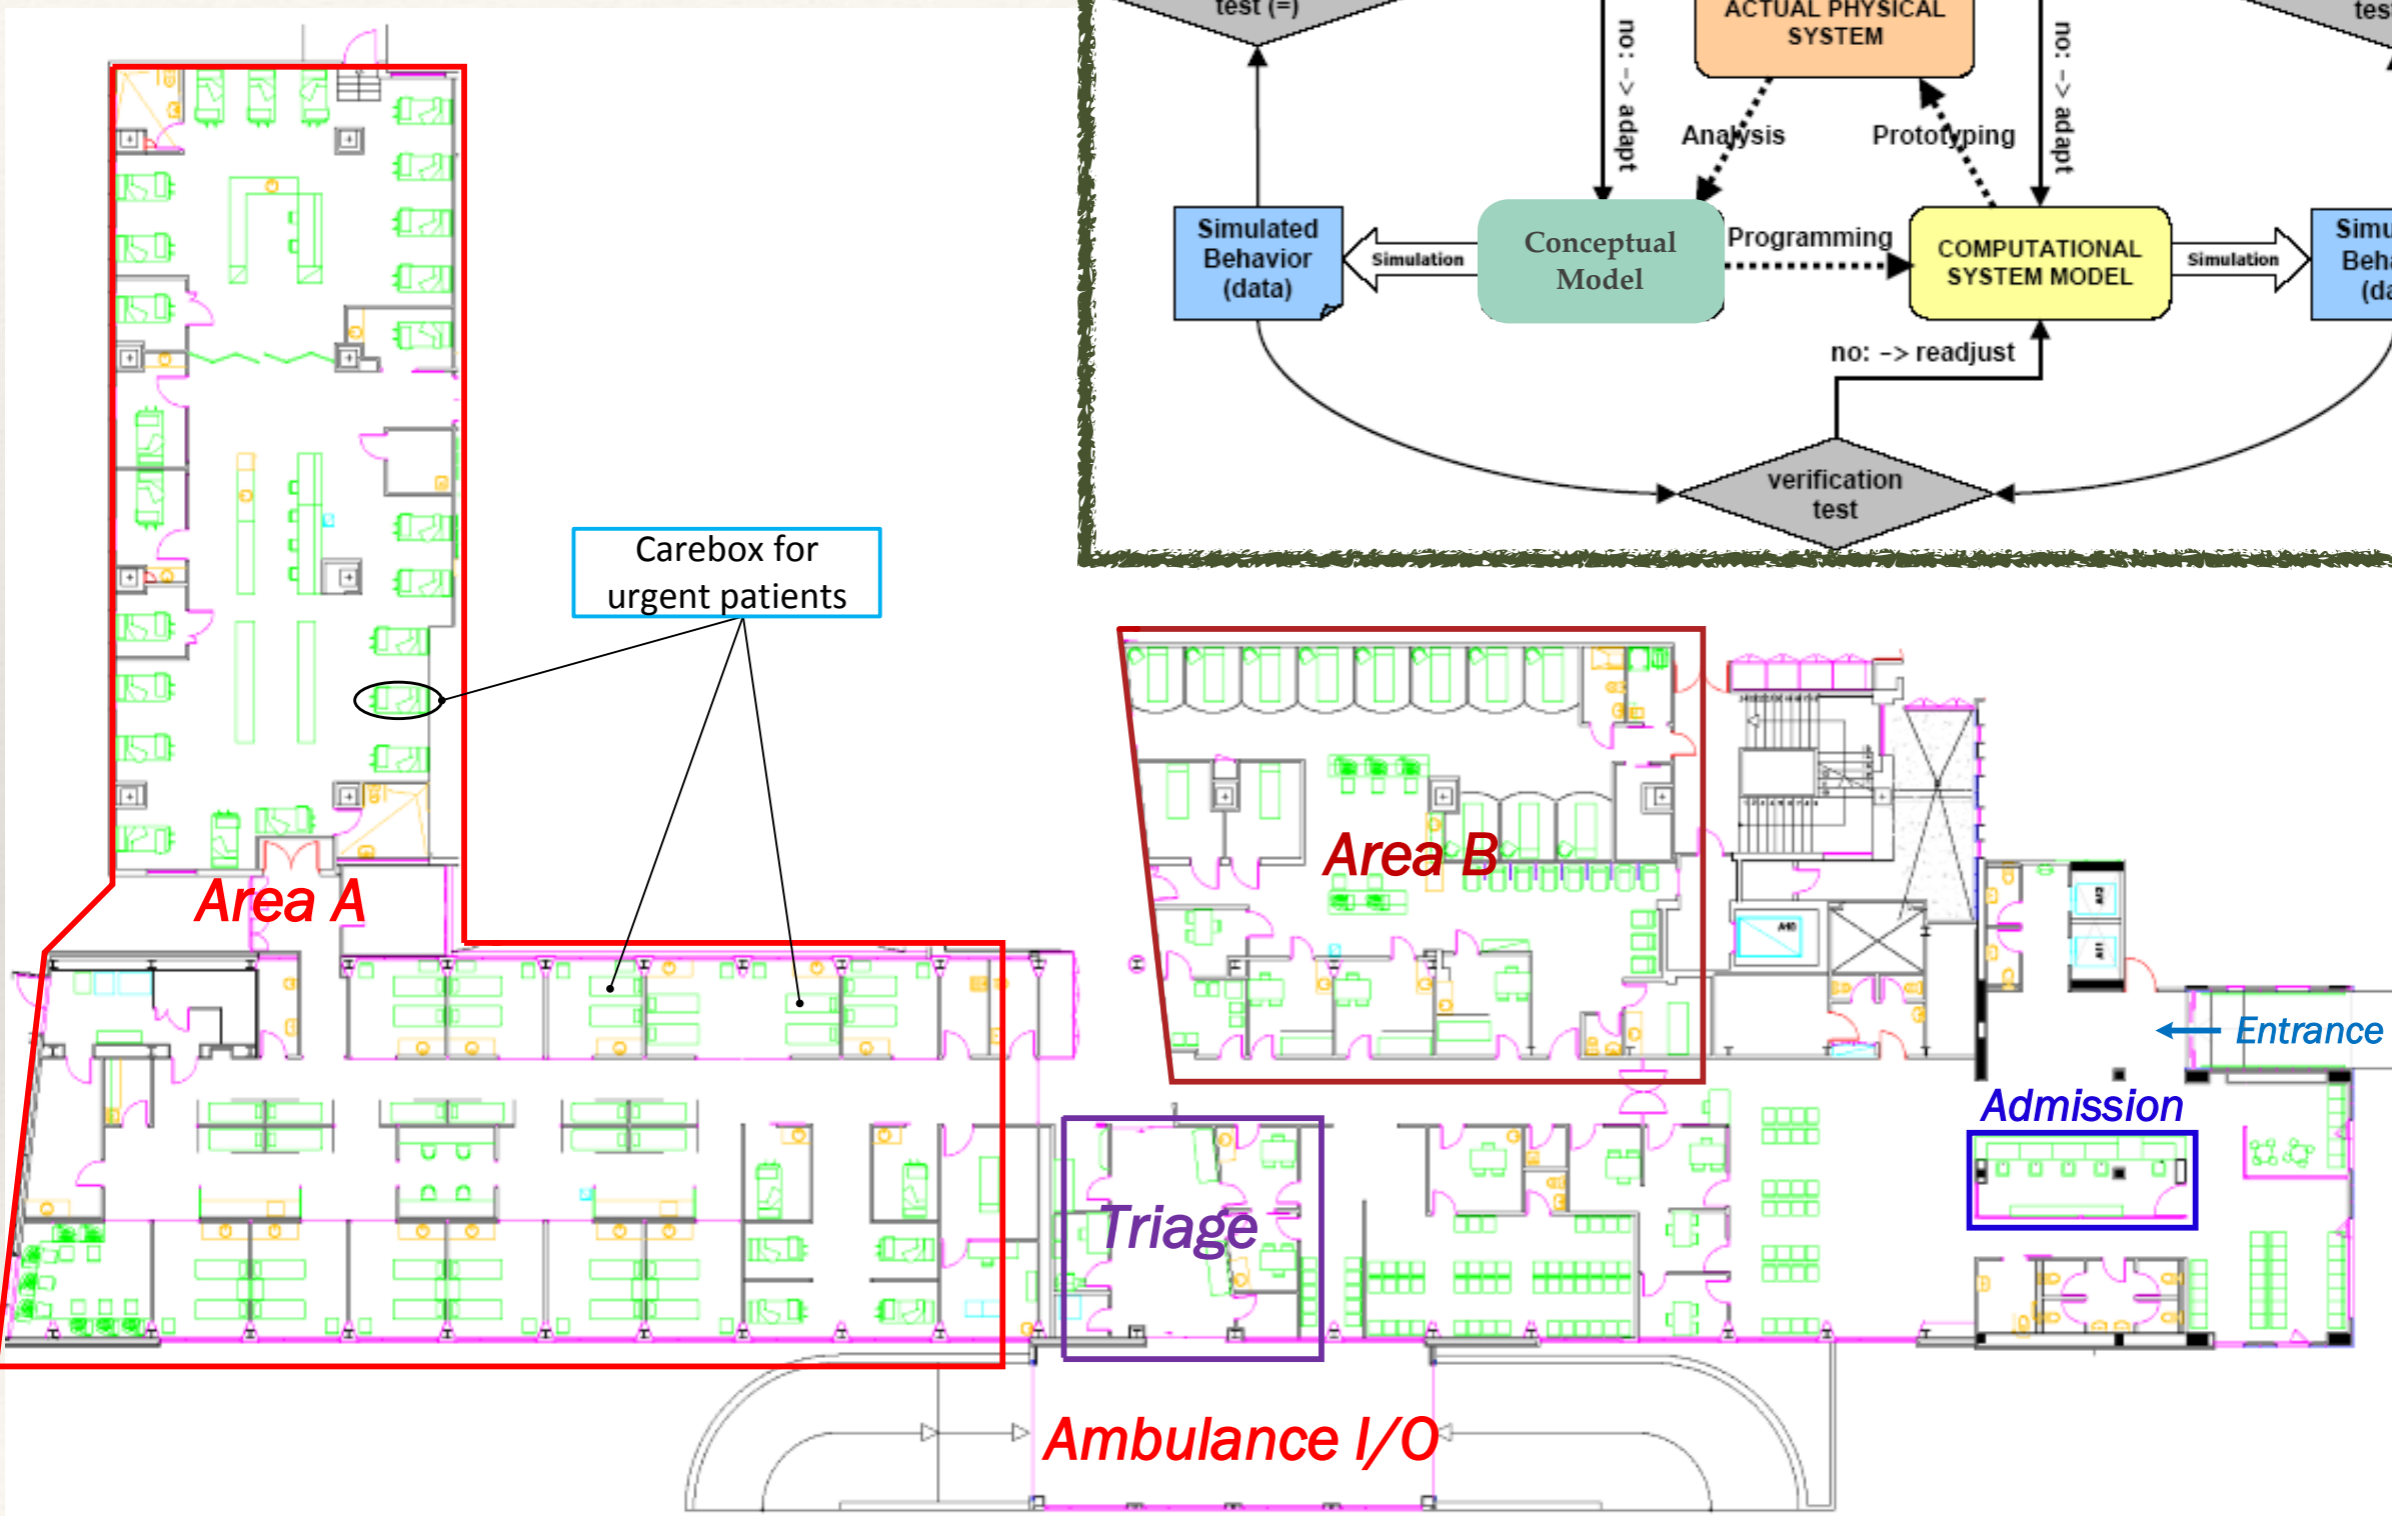 test (=)
ACTUAL PHYSICAL
SYSTEM
test
no: -> adapt
no: -> adapt
Analysis
Prototyping
Simulated
Behavior
(data)
Simulation
Conceptual
Model
Programming
COMPUTATIONAL
SYSTEM MODEL
Simulation
no: -> readjust
verification
test
Carebox for
urgent patients
Area A
Area B
Entrance
Admission
Triage
Ambulance I/O